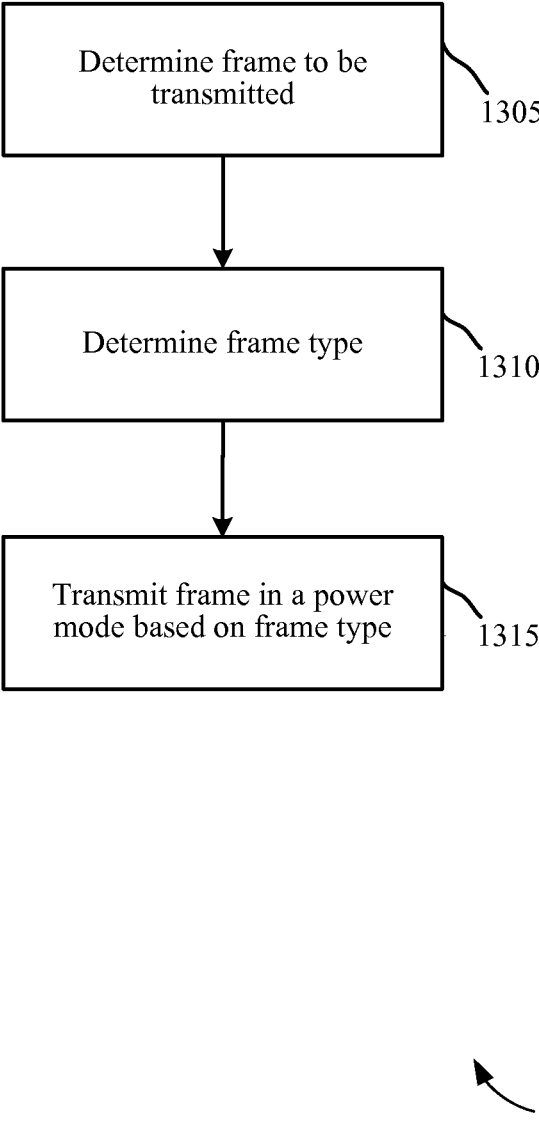 Determine frame to be
transmitted
1305
Determine frame type
1310
Transmit frame in a power
mode based on frame type
1315